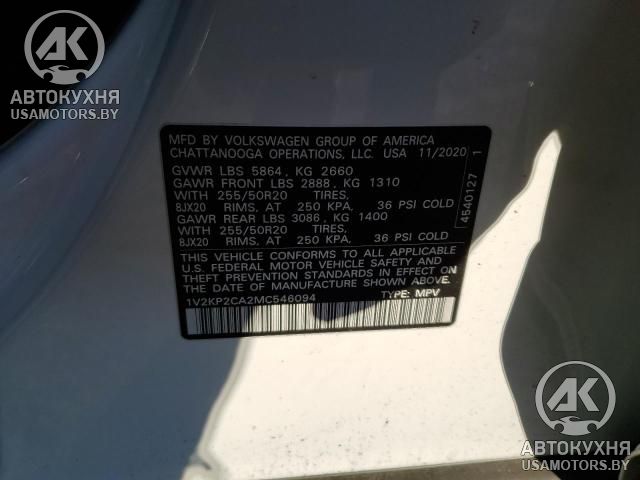 AK
АВТОКУХНЯ
USAMOTORS.BY
MFD BY VOLKSWAGEN GROUP OF AMERICA
CHATTANOOGA OPERATIONS, LLC. USA 11/2020
GVWR LBS 5864, KG 2660
GAWR FRONT LBS 2888, KG 1310
WITH 255/50R20 TIRES,
8JX20 RIMS, AT 250 KPA, 36 PSI COLD
GAWR REAR LBS 3086, KG 1400
WITH 255/50R20 TIRES,
8JX20 RIMS, AT 250 KPA, 36 PSI COLD
THIS VEHICLE CONFORMS TO ALL APPLICABLE
U.S. FEDERAL MOTOR VEHICLE SAFETY AND
THEFT PREVENTION STANDARDS IN EFFECT ON
THE DATE OF MANUFACTURE SHOWN ABOVE.
1V2KP2CA2MC546094 TYPE: MPV
4540127 1
AK
АВТОКУХНЯ
USAMOTORS.BY